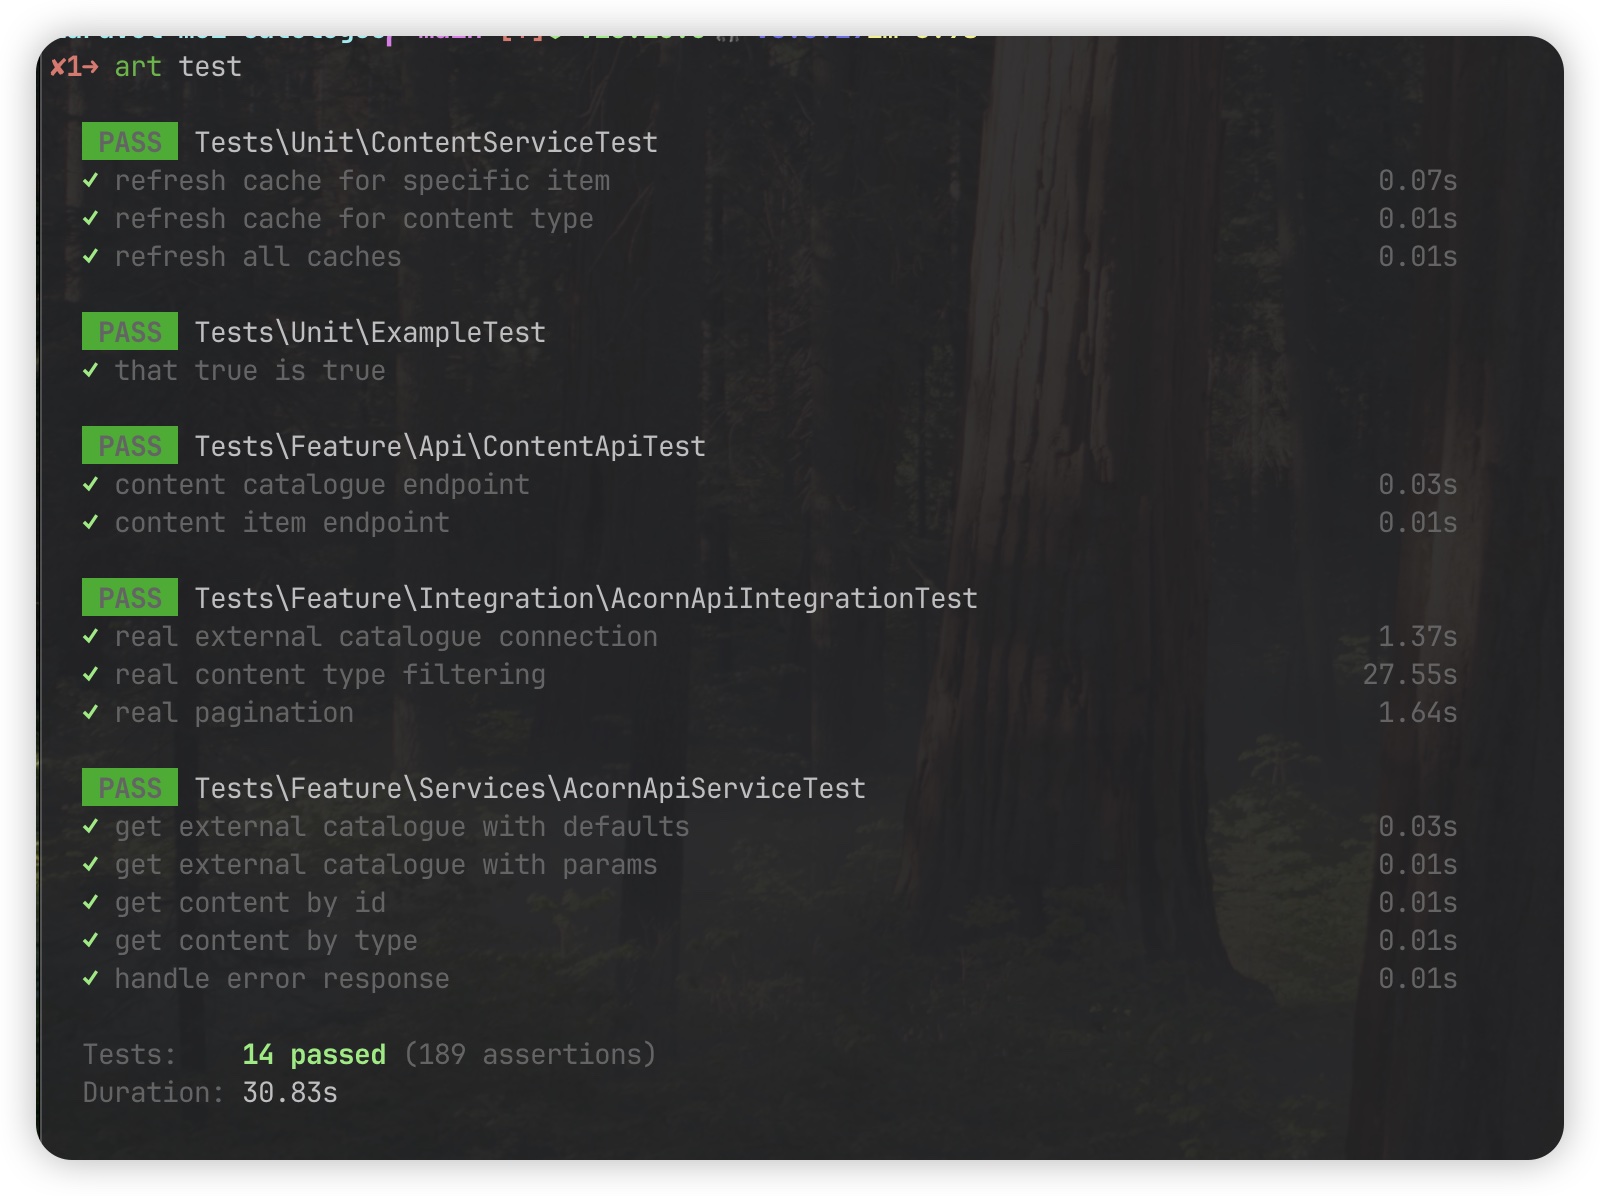 ✘1→ art test
PASS Tests\Unit\ContentServiceTest
✓ refresh cache for specific item 0.07s
✓ refresh cache for content type 0.01s
✓ refresh all caches 0.01s
PASS Tests\Unit\ExampleTest
✓ that true is true
PASS Tests\Feature\Api\ContentApiTest
✓ content catalogue endpoint 0.03s
✓ content item endpoint 0.01s
PASS Tests\Feature\Integration\AcornApiIntegrationTest
✓ real external catalogue connection 1.37s
✓ real content type filtering 27.55s
✓ real pagination 1.64s
PASS Tests\Feature\Services\AcornApiServiceTest
✓ get external catalogue with defaults 0.03s
✓ get external catalogue with params 0.01s
✓ get content by id 0.01s
✓ get content by type 0.01s
✓ handle error response 0.01s
Tests: 14 passed (189 assertions)
Duration: 30.83s